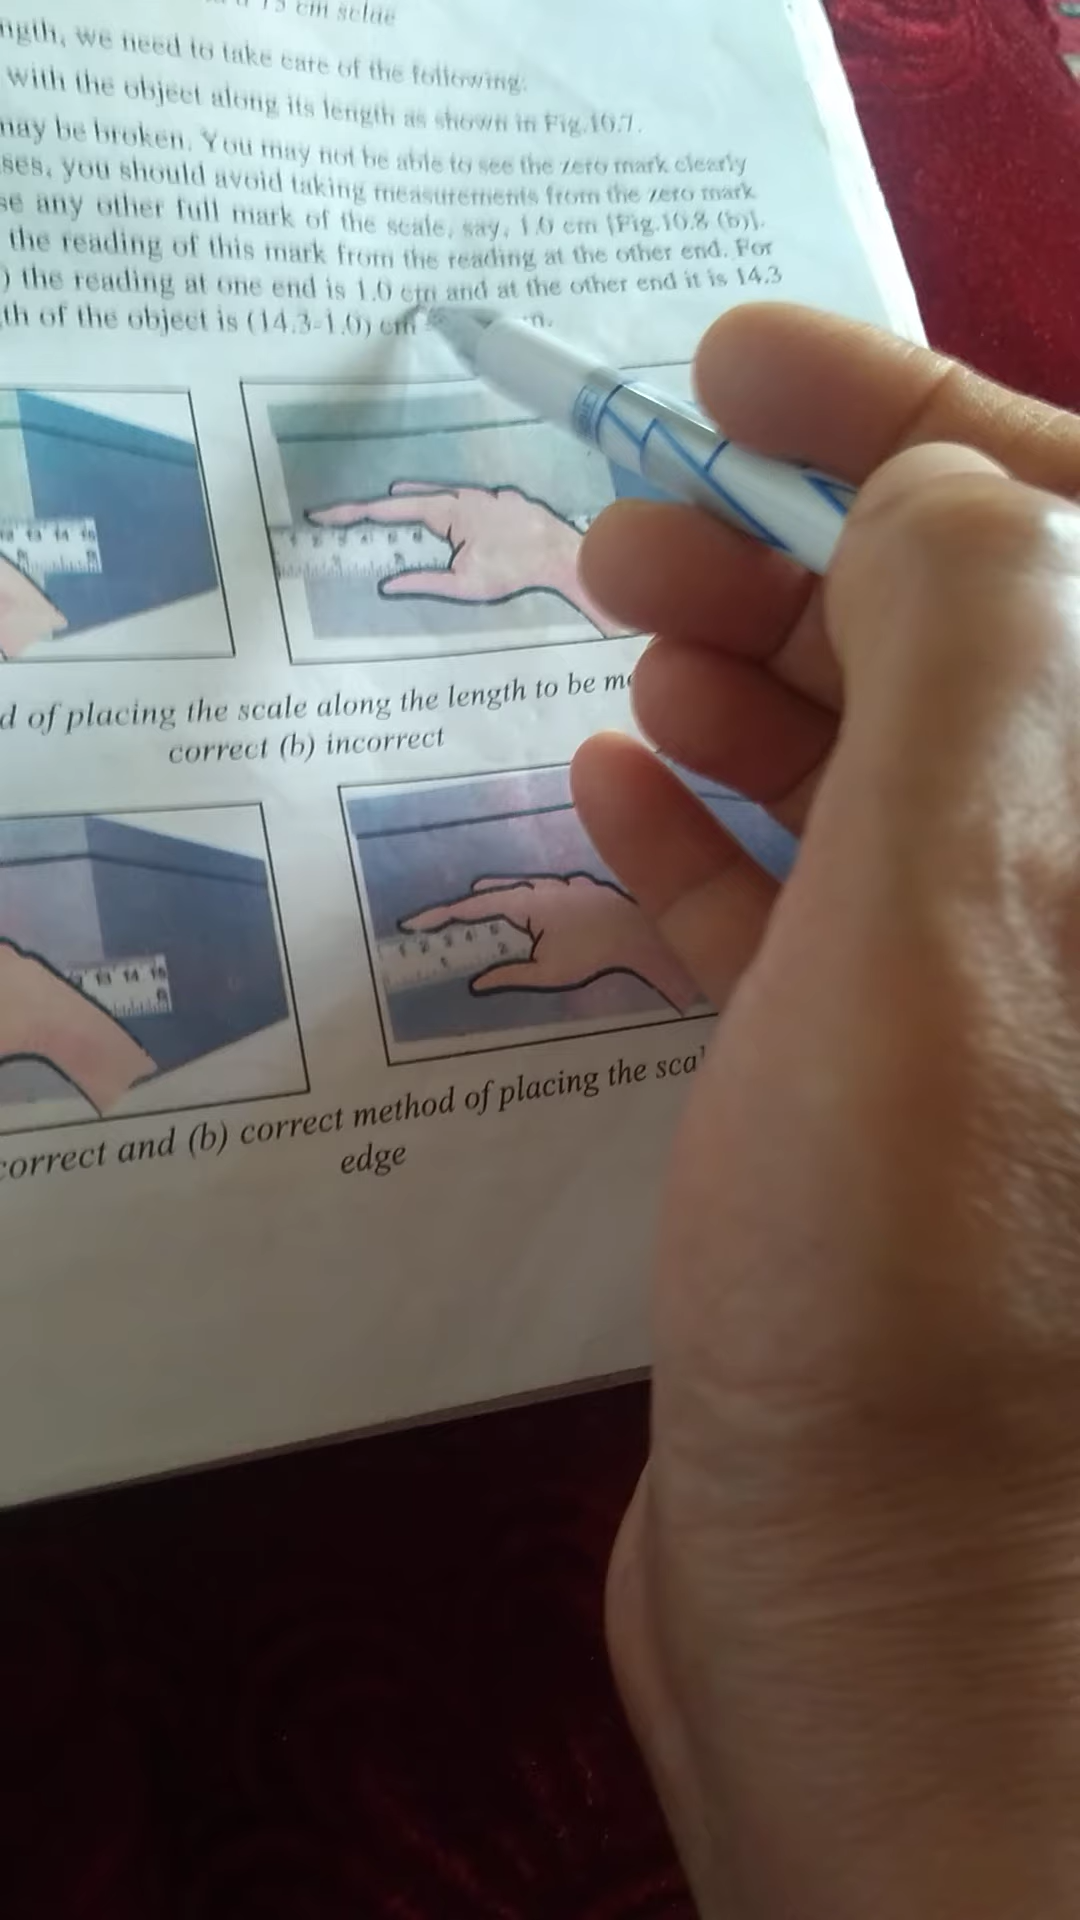 cm sclae
ngth, we need to take care of the following:
with the object along its length as shown in Fig.10.7.
may be broken. You may not be able to see the zero mark clearly
ses, you should avoid taking measurements from the zero mark
se any other full mark of the scale, say, 1.0 cm [Fig.10.8 (b)].
the reading of this mark from the reading at the other end. For
) the reading at one end is 1.0 cm and at the other end it is 14.3
th of the object is (14.3-1.0) cm
d of placing the scale along the length to be me
correct (b) incorrect
correct and (b) correct method of placing the scal
edge